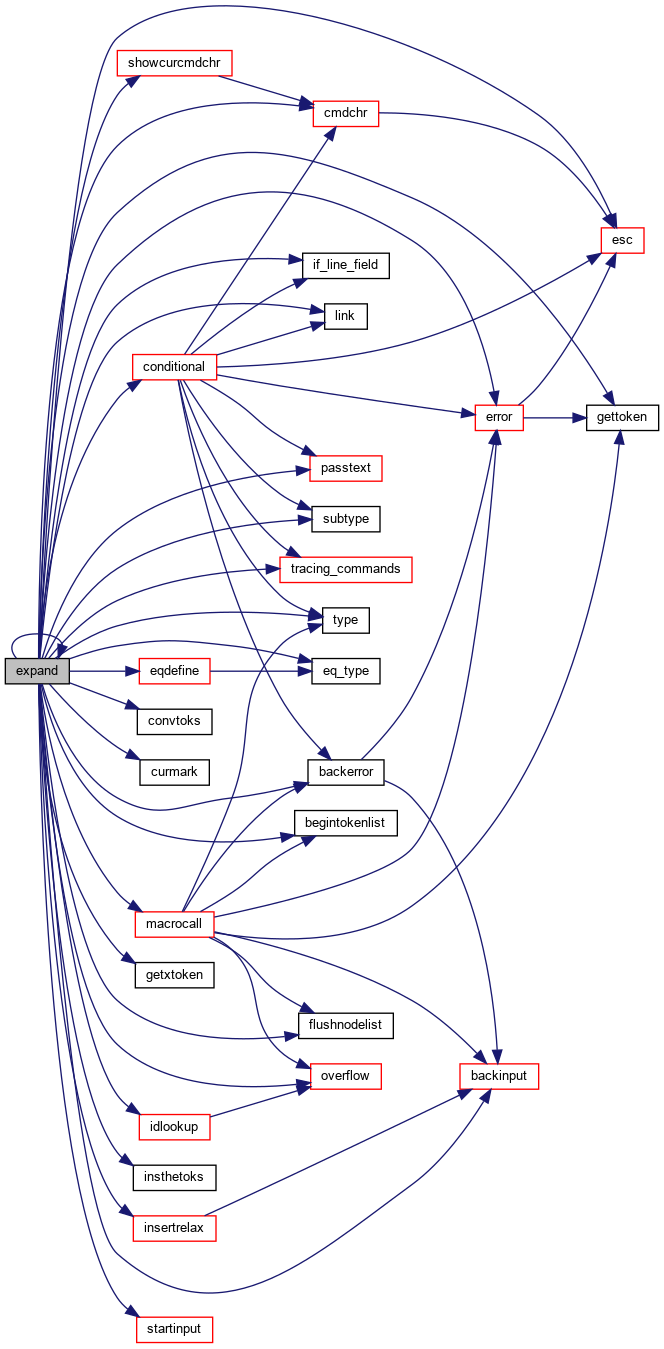 showcurcmdchr
cmdchr
esc
if_line_field
link
conditional
error
gettoken
passtext
subtype
tracing_commands
type
expand
eqdefine
eq_type
convtoks
curmark
backerror
begintokenlist
macrocall
getxtoken
flushnodelist
overflow
backinput
idlookup
insthetoks
insertrelax
startinput